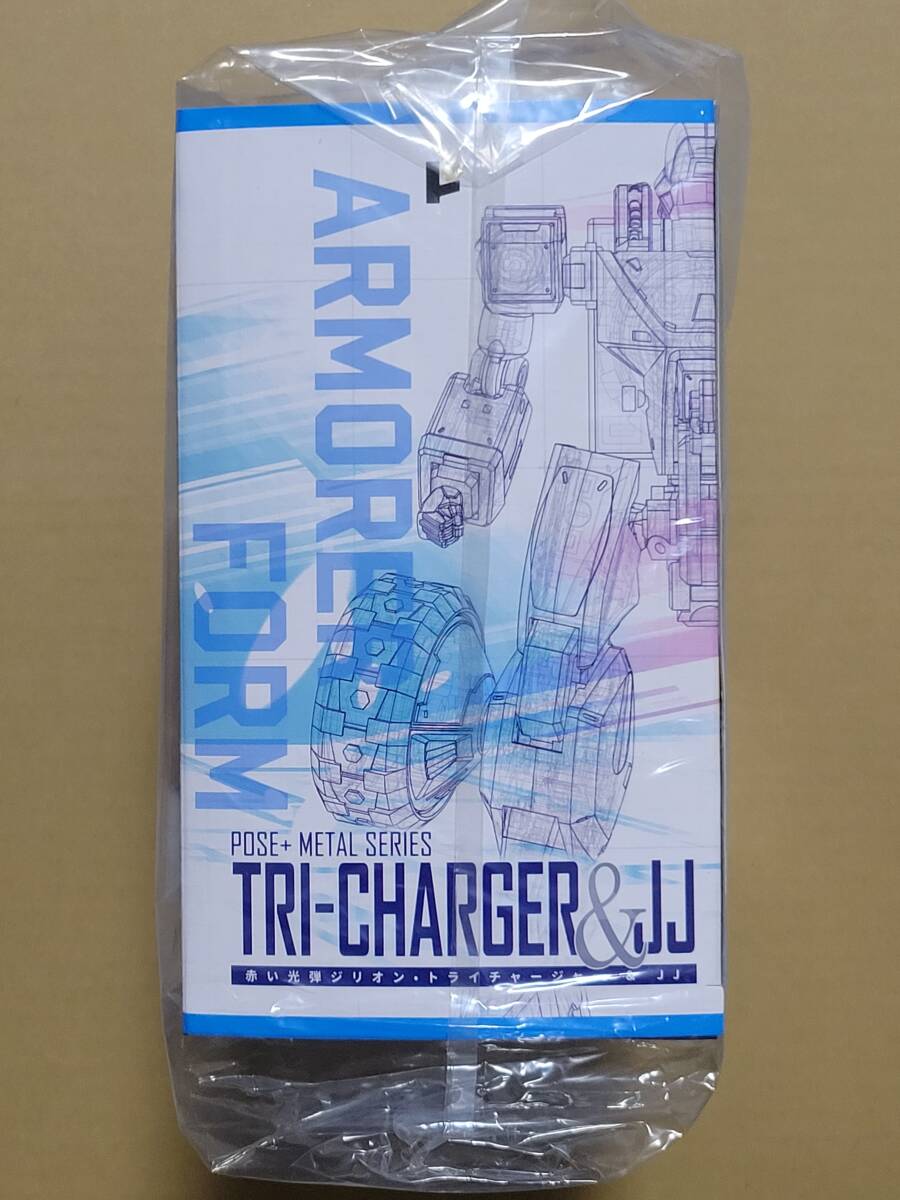 ARMORED
FORM
POSE+ METAL SERIES
TRI-CHARGER&JJ
赤い光弾ジリオン・トライチャージャー & JJ